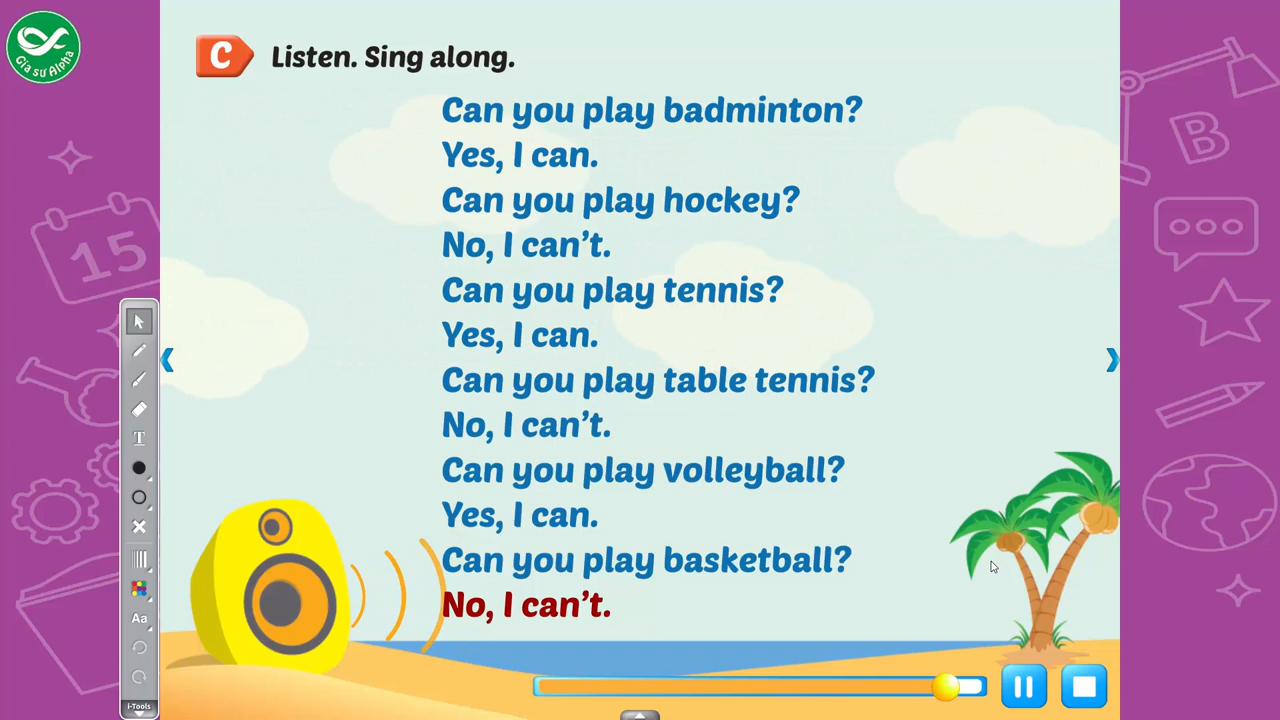 Gia sư Alpha
C Listen. Sing along.
Can you play badminton?
Yes, I can.
Can you play hockey?
No, I can't.
Can you play tennis?
Yes, I can.
Can you play table tennis?
No, I can't.
Can you play volleyball?
Yes, I can.
Can you play basketball?
No, I can't.
15
B
T
Aa
i-Tools